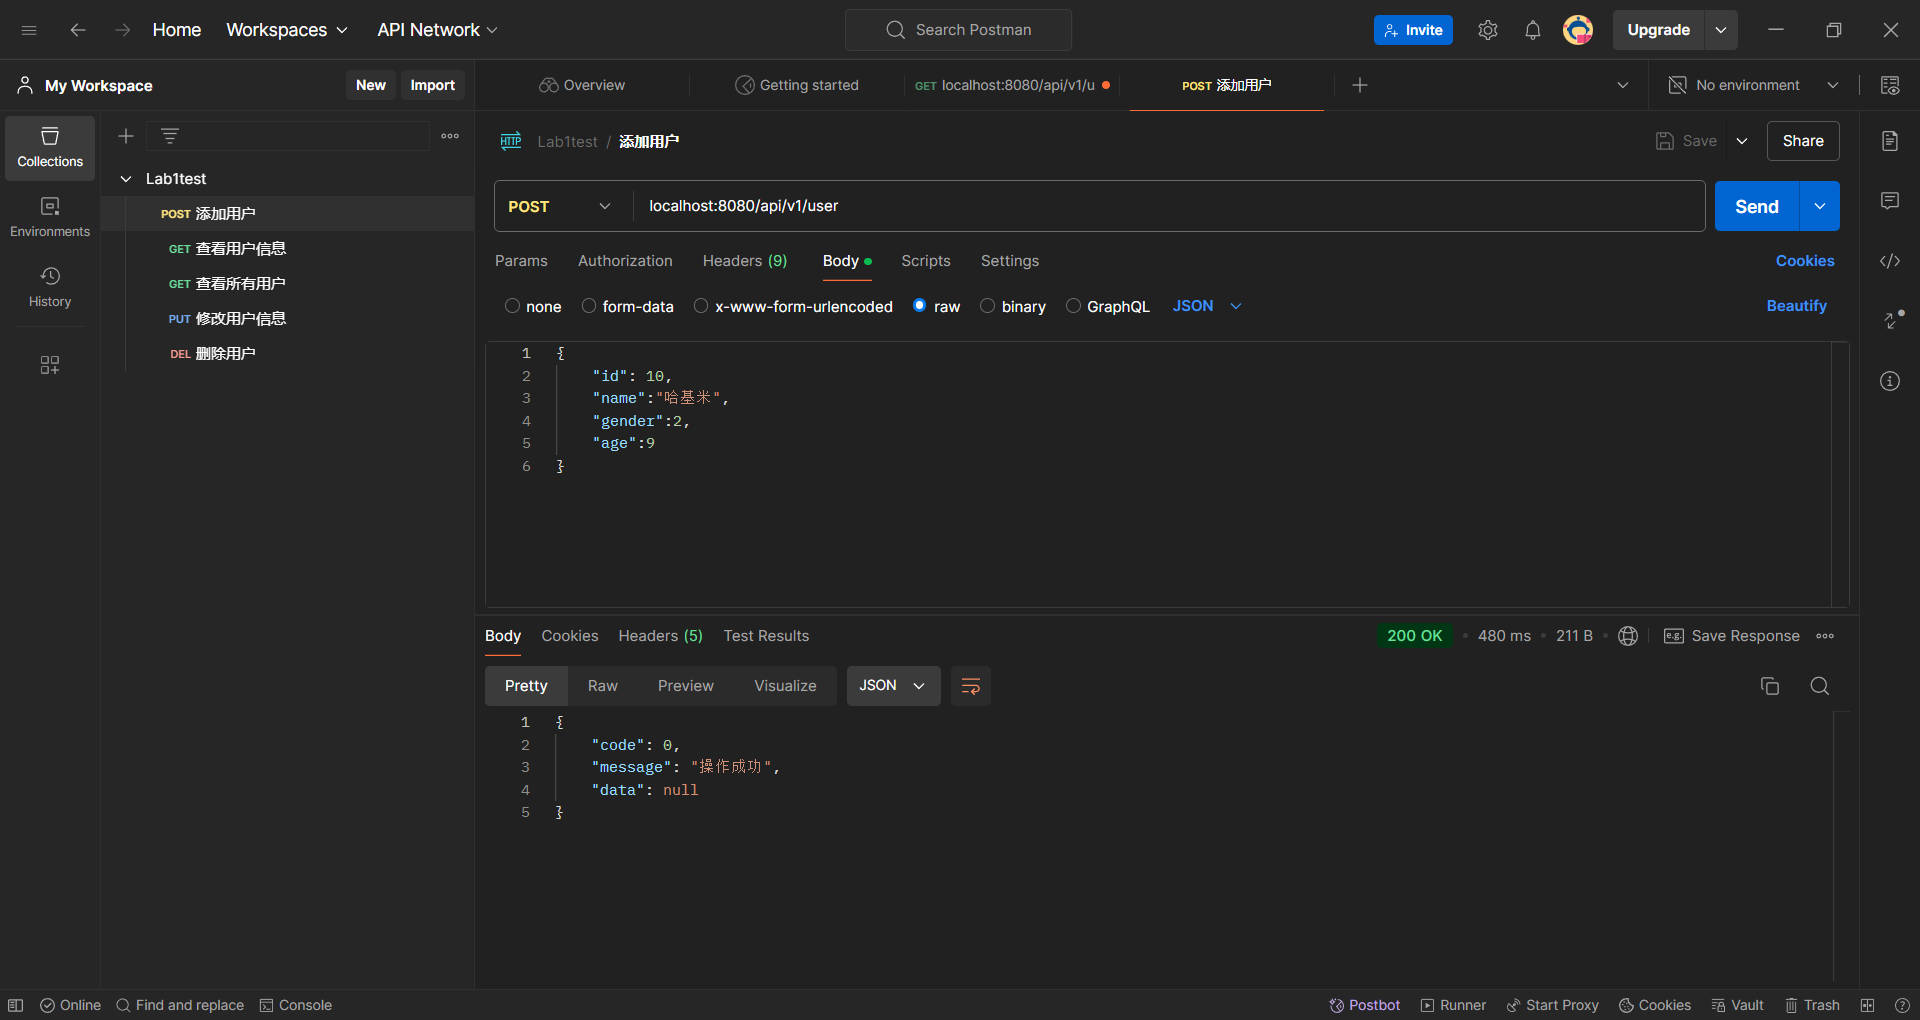 Home Workspaces API Network Search Postman Invite Upgrade
My Workspace New Import Overview Getting started GET localhost:8080/api/v1/u POST 添加用户 No environment
Collections
Environments
History
Lab1test
POST 添加用户
GET 查看用户信息
GET 查看所有用户
PUT 修改用户信息
DEL 删除用户
HTTP Lab1test / 添加用户 Save Share
POST localhost:8080/api/v1/user Send
Params Authorization Headers (9) Body Scripts Settings Cookies
none form-data x-www-form-urlencoded raw binary GraphQL JSON Beautify
1 {
2 "id": 10,
3 "name":"哈基米",
4 "gender":2,
5 "age":9
6 }
Body Cookies Headers (5) Test Results 200 OK 480 ms 211 B e.g. Save Response
Pretty Raw Preview Visualize JSON
1 {
2 "code": 0,
3 "message": "操作成功",
4 "data": null
5 }
Online Find and replace Console Postbot Runner Start Proxy Cookies Vault Trash